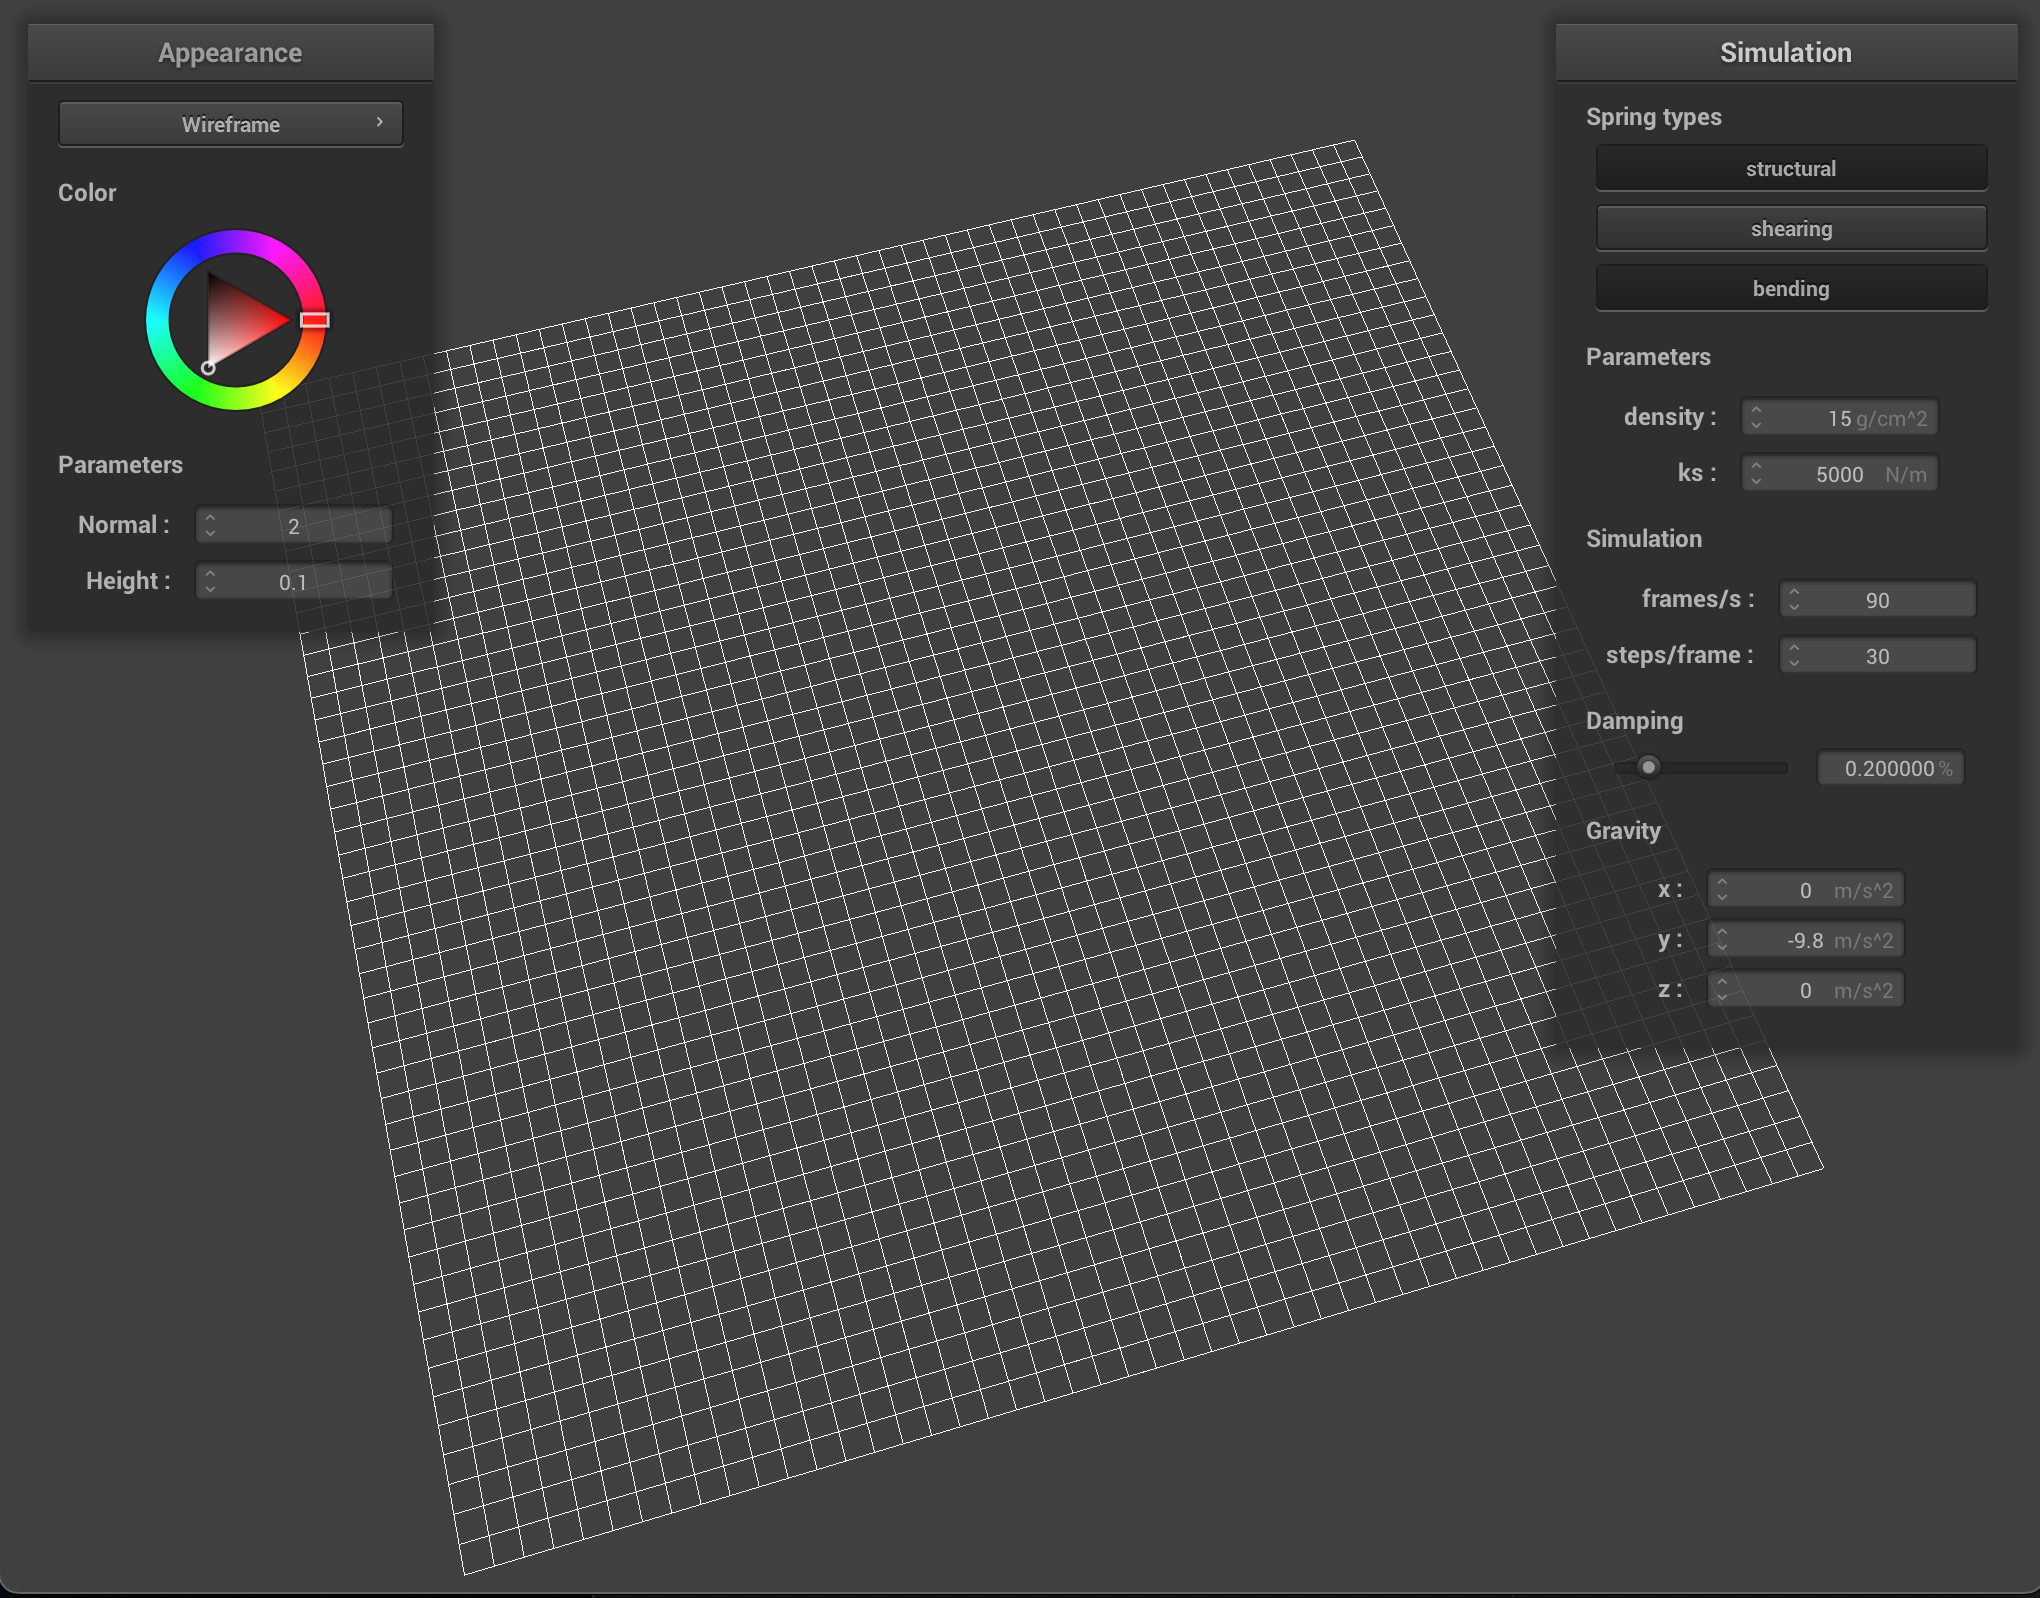 Appearance
Wireframe
Color
Parameters
Normal : 2
Height : 0.1
Simulation
Spring types
structural
shearing
bending
Parameters
density : 15 g/cm^2
ks : 5000 N/m
Simulation
frames/s : 90
steps/frame : 30
Damping
0.200000 %
Gravity
x : 0 m/s^2
y : -9.8 m/s^2
z : 0 m/s^2